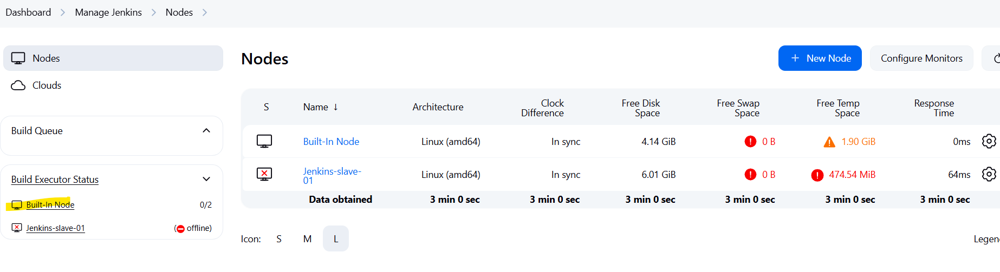 Dashboard > Manage Jenkins > Nodes >
Nodes
Clouds
Build Queue
Build Executor Status
Built-In Node 0/2
Jenkins-slave-01 (offline)
Nodes
+ New Node
Configure Monitors
S Name ↓ Architecture Clock Difference Free Disk Space Free Swap Space Free Temp Space Response Time
Built-In Node Linux (amd64) In sync 4.14 GiB 0 B 1.90 GiB 0ms
Jenkins-slave-
01 Linux (amd64) In sync 6.01 GiB 0 B 474.54 MiB 64ms
Data obtained 3 min 0 sec 3 min 0 sec 3 min 0 sec 3 min 0 sec 3 min 0 sec 3 min 0 sec
Icon: S M L